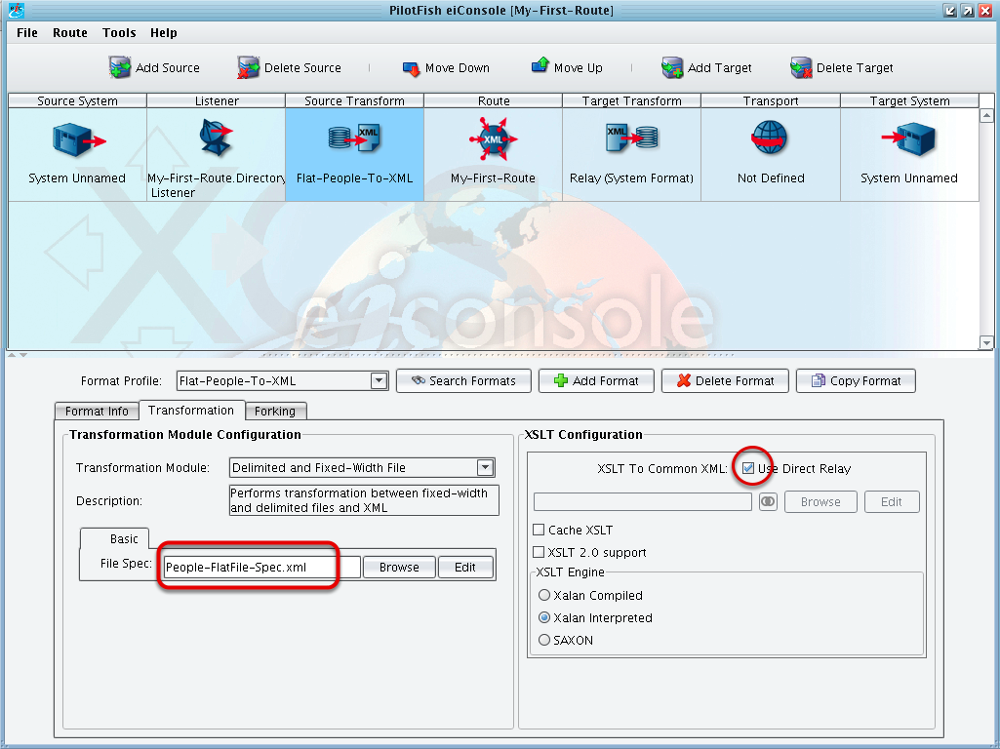 PilotFish eiConsole [My-First-Route]
File Route Tools Help
Add Source Delete Source Move Down Move Up Add Target Delete Target
Source System Listener Source Transform Route Target Transform Transport Target System
XML XML XML
System Unnamed My-First-Route.Directory Flat-People-To-XML My-First-Route Relay (System Format) Not Defined System Unnamed
Listener
XCS
eiconsole
Format Profile: Flat-People-To-XML Search Formats Add Format Delete Format Copy Format
Format Info Transformation Forking
Transformation Module Configuration XSLT Configuration
Transformation Module: Delimited and Fixed-Width File XSLT To Common XML: Use Direct Relay
Description: Performs transformation between fixed-width
and delimited files and XML
Browse Edit
Basic
Cache XSLT
File Spec: People-FlatFile-Spec.xml Browse Edit
XSLT 2.0 support
XSLT Engine
Xalan Compiled
Xalan Interpreted
SAXON